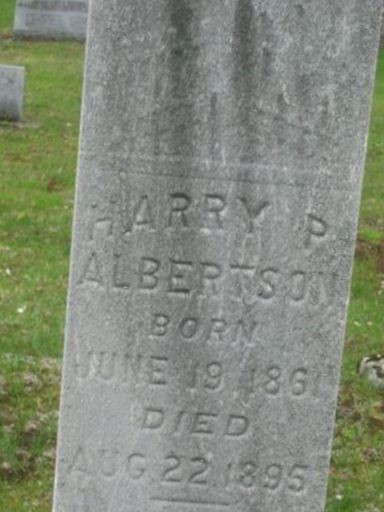 HARRY P
ALBERTSON
BORN
JUNE 19, 1861
DIED
AUG 22 1895